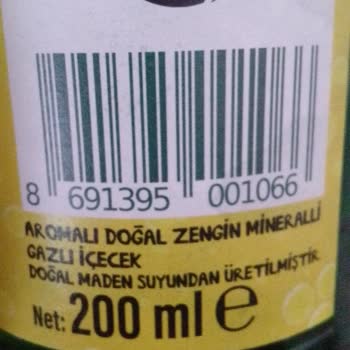 8 691395 001066
AROMALI DOĞAL ZENGİN MİNERALLİ
GAZLI İÇECEK
DOĞAL MADEN SUYUNDAN ÜRETİLMİŞTİR
Net: 200 ml e